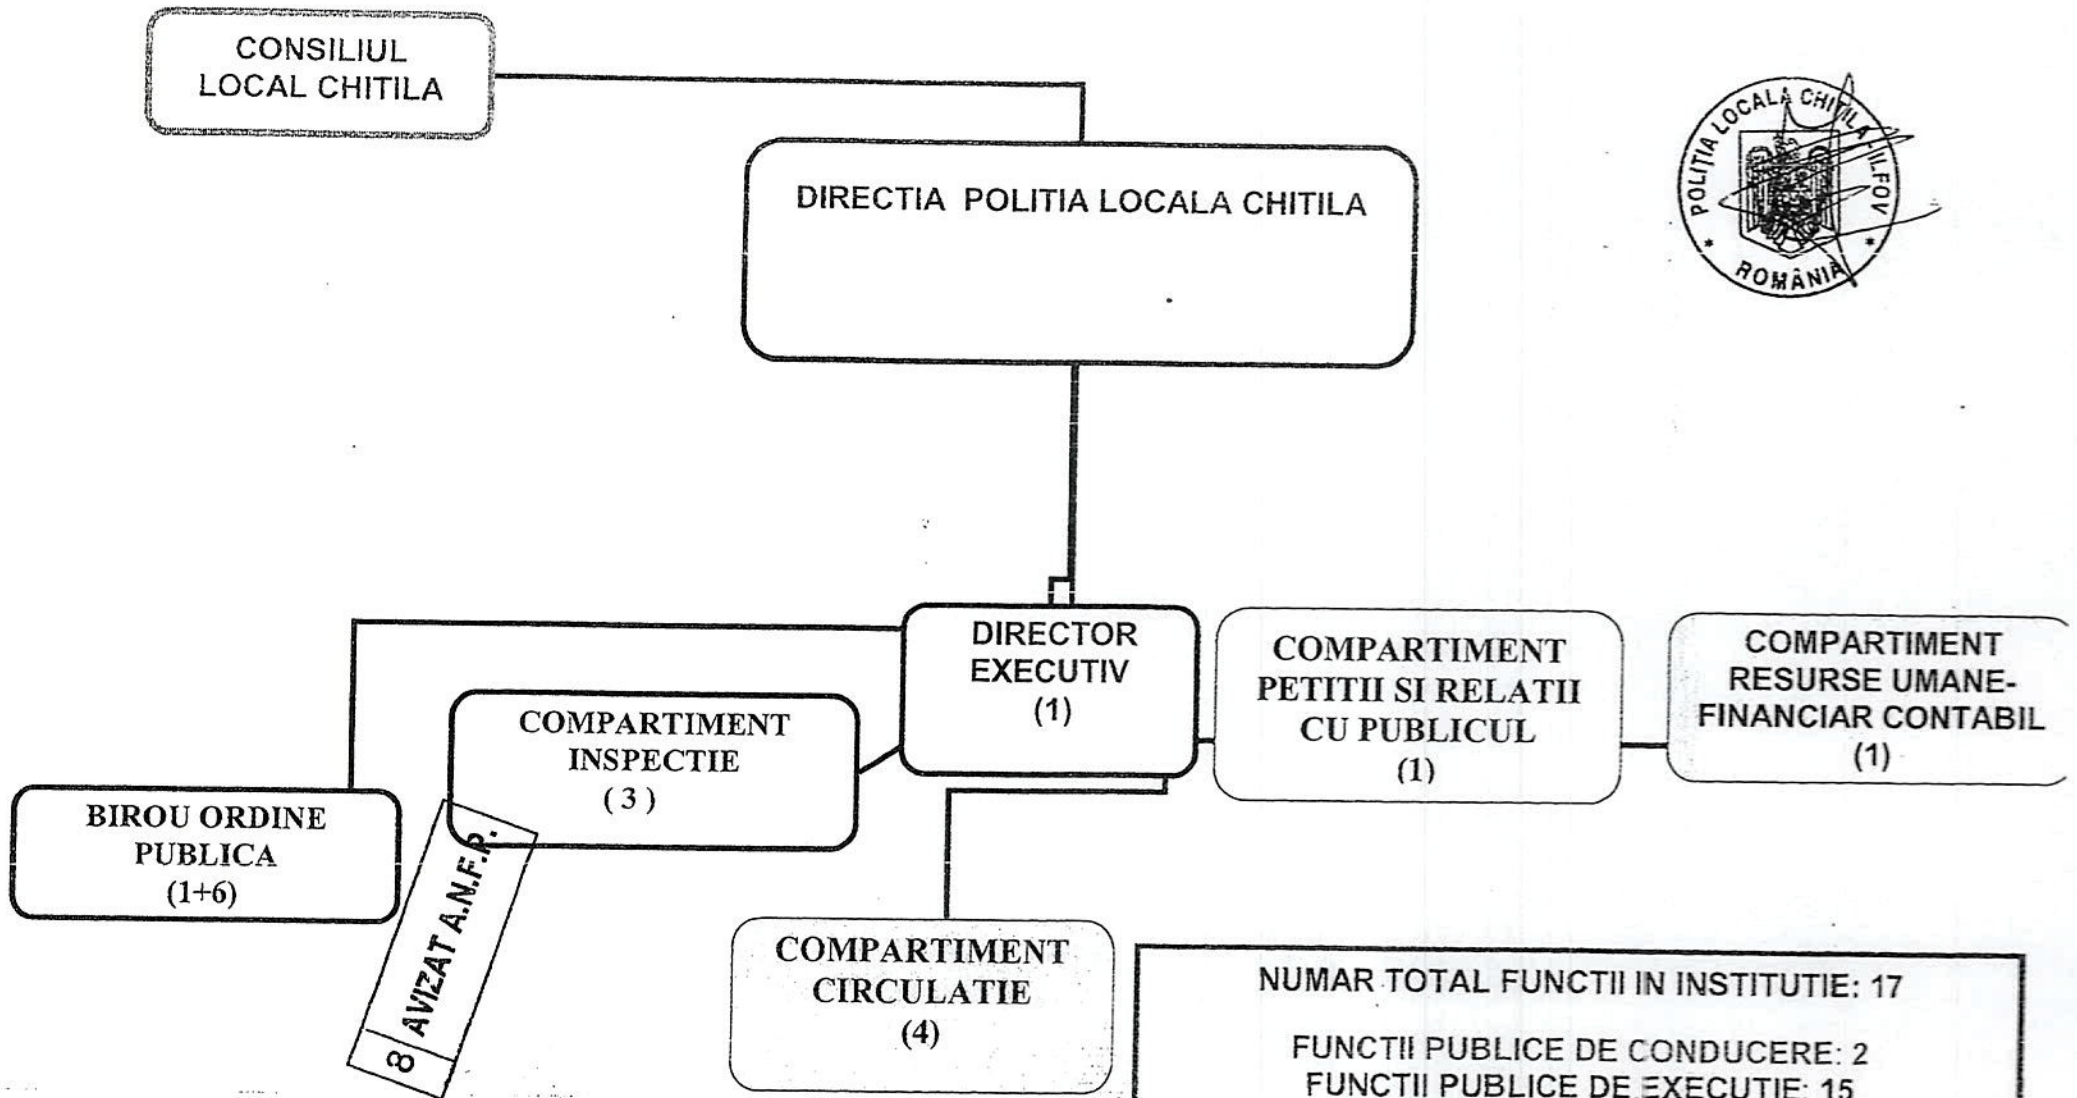 CONSILIUL
LOCAL CHITILA
DIRECTIA POLITIA LOCALA CHITILA
POLIȚIA LOCALA CHITILA - ILFOV
* ROMÂNIA *
DIRECTOR
EXECUTIV
(1)
COMPARTIMENT
PETITII SI RELATII
CU PUBLICUL
(1)
COMPARTIMENT
RESURSE UMANE-
FINANCIAR CONTABIL
(1)
COMPARTIMENT
INSPECTIE
( 3 )
BIROU ORDINE
PUBLICA
(1+6)
8 AVIZAT A.N.F.P.
COMPARTIMENT
CIRCULATIE
(4)
NUMAR TOTAL FUNCTII IN INSTITUTIE: 17
FUNCTII PUBLICE DE CONDUCERE: 2
FUNCTII PUBLICE DE EXECUTIE: 15